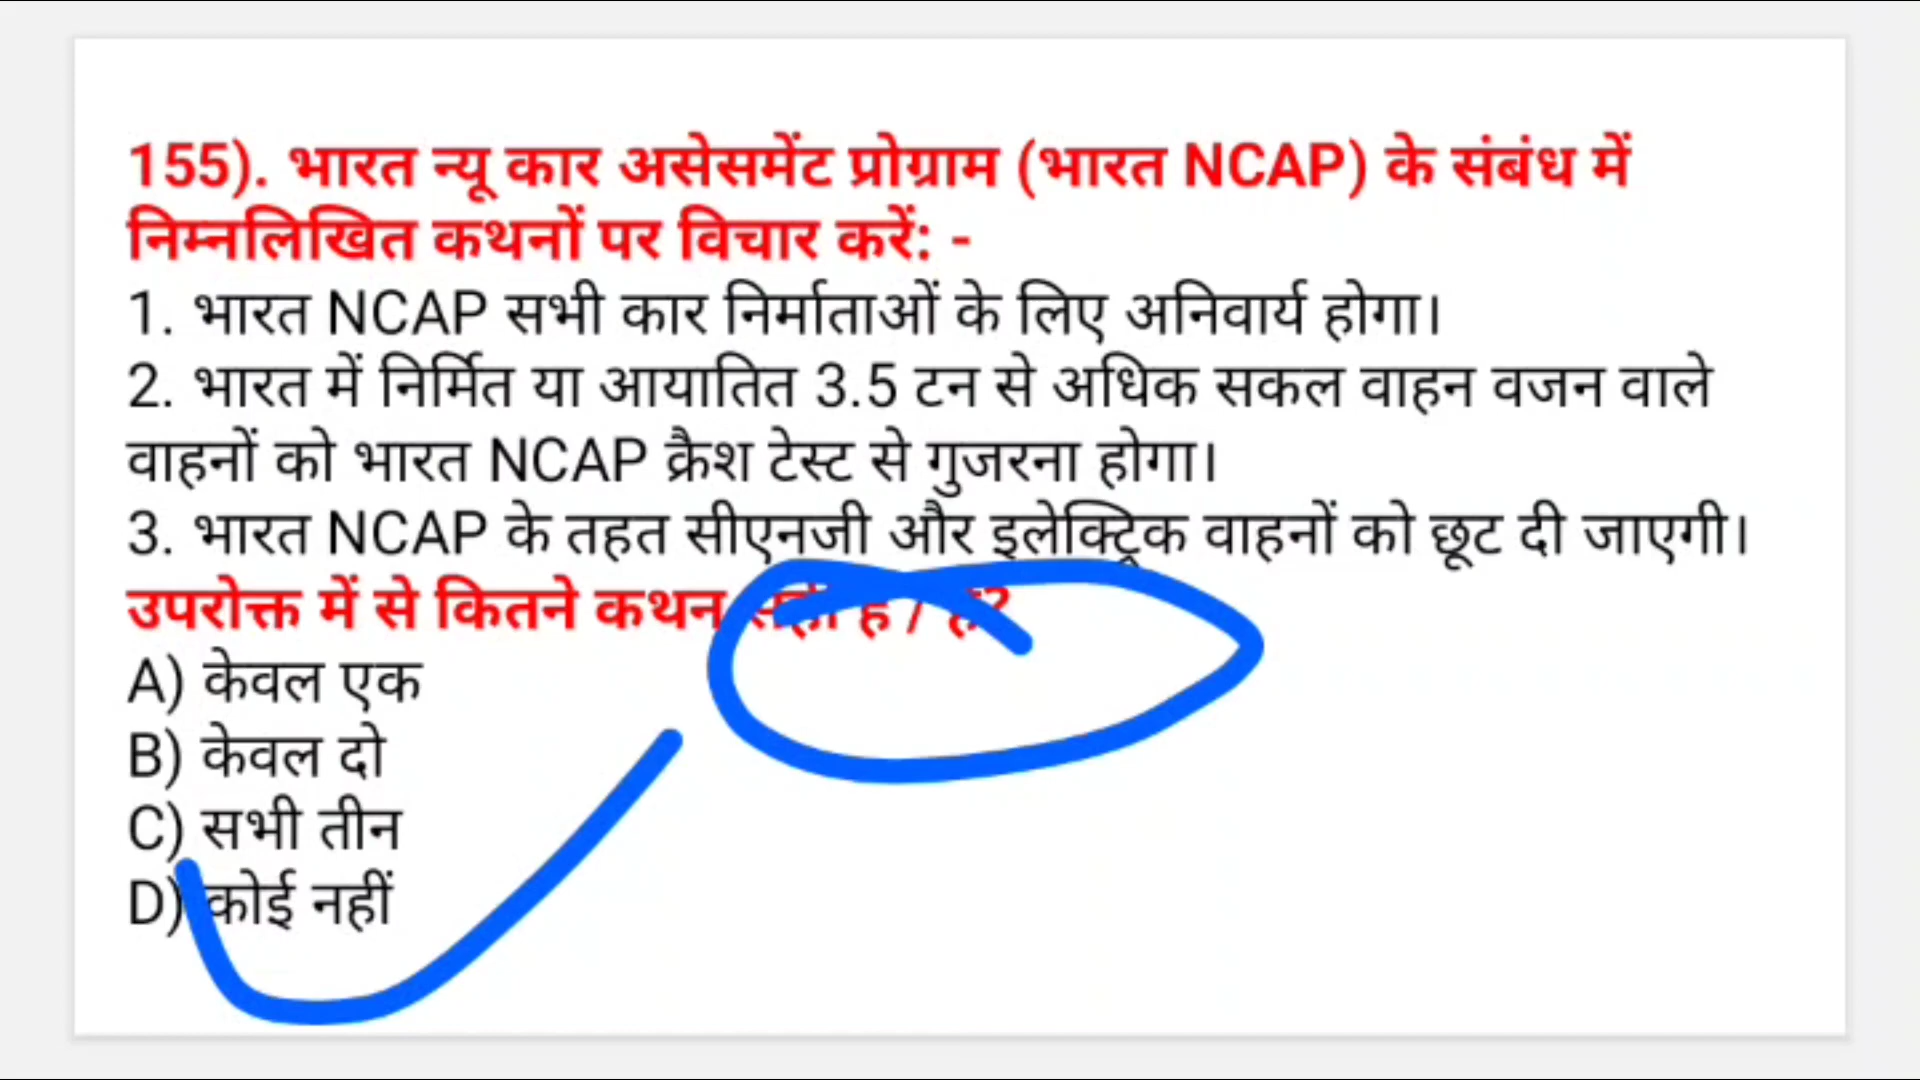 155). भारत न्यू कार असेसमेंट प्रोग्राम (भारत NCAP) के संबंध में
निम्नलिखित कथनों पर विचार करें: -
1. भारत NCAP सभी कार निर्माताओं के लिए अनिवार्य होगा।
2. भारत में निर्मित या आयातित 3.5 टन से अधिक सकल वाहन वजन वाले
वाहनों को भारत NCAP क्रैश टेस्ट से गुजरना होगा।
3. भारत NCAP के तहत सीएनजी और इलेक्ट्रिक वाहनों को छूट दी जाएगी।
उपरोक्त में से कितने कथन सही है / हैं?
A) केवल एक
B) केवल दो
C) सभी तीन
D) कोई नहीं